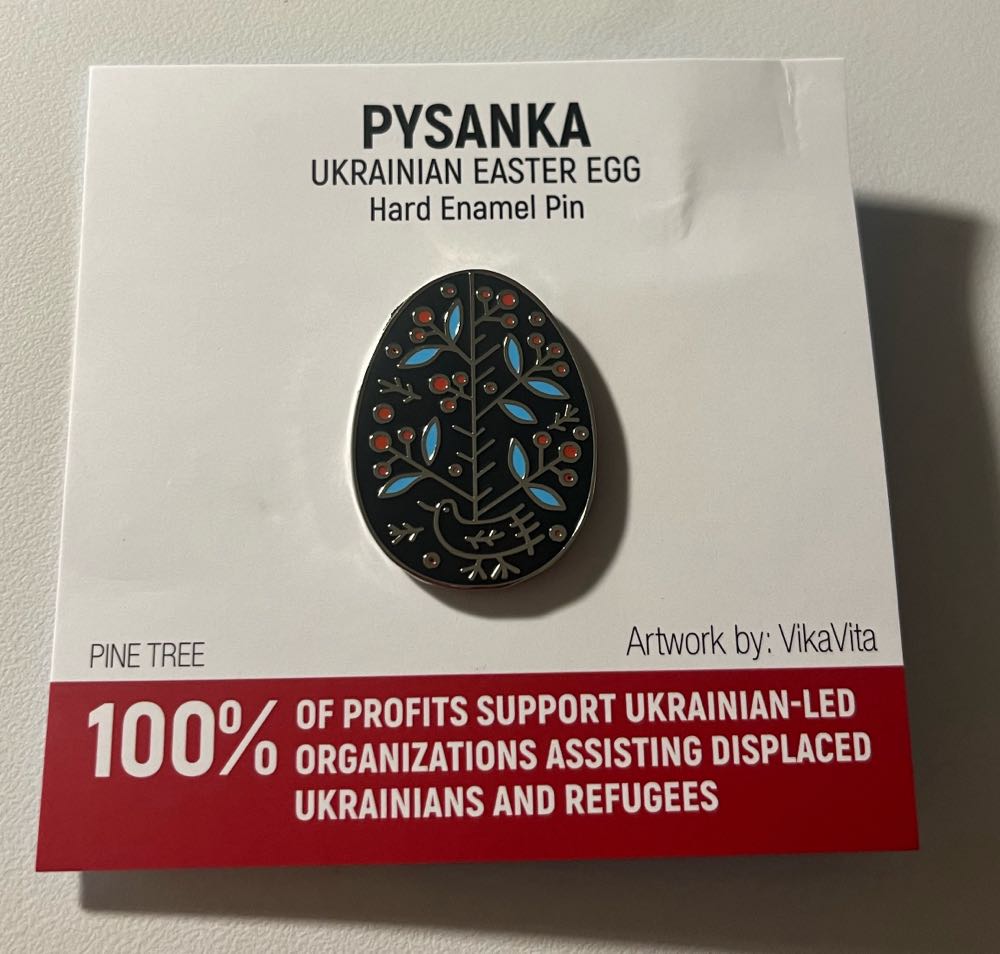 PYSANKA
UKRAINIAN EASTER EGG
Hard Enamel Pin
PINE TREE
Artwork by: VikaVita
100% OF PROFITS SUPPORT UKRAINIAN-LED
ORGANIZATIONS ASSISTING DISPLACED
UKRAINIANS AND REFUGEES